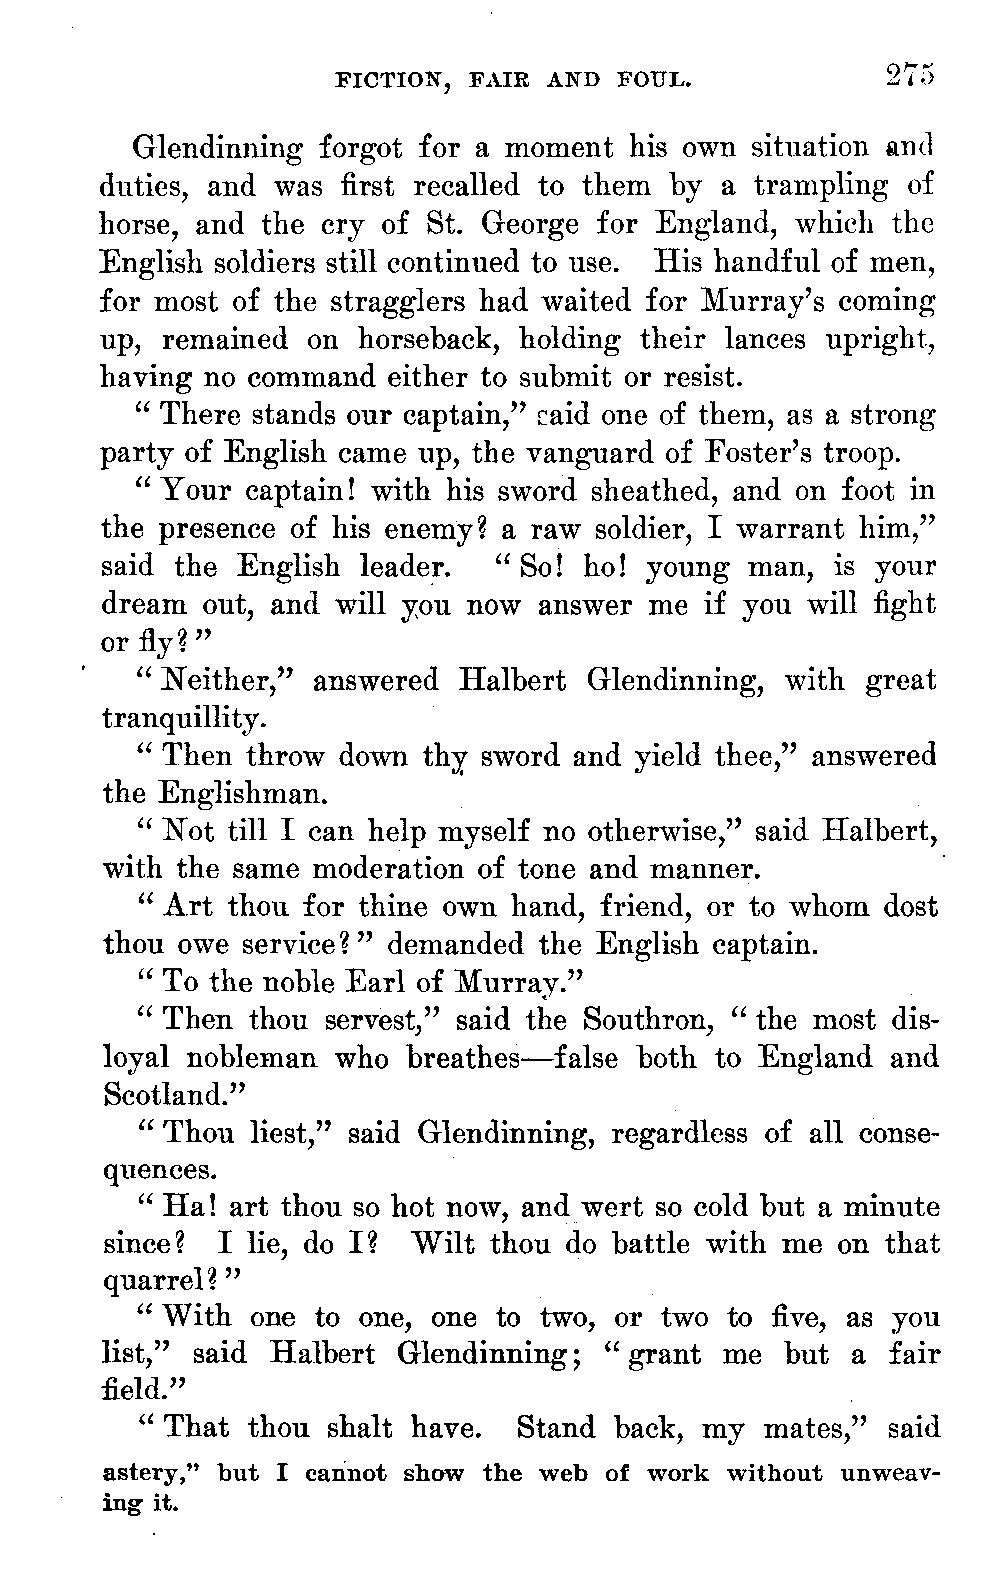 FICTION, FAIR AND FOUL. 275
Glendinning forgot for a moment his own situation and
duties, and was first recalled to them by a trampling of
horse, and the cry of St. George for England, which the
English soldiers still continued to use. His handful of men,
for most of the stragglers had waited for Murray's coming
up, remained on horseback, holding their lances upright,
having no command either to submit or resist.
“There stands our captain,” said one of them, as a strong
party of English came up, the vanguard of Foster's troop.
“Your captain! with his sword sheathed, and on foot in
the presence of his enemy? a raw soldier, I warrant him,”
said the English leader. “So! ho! young man, is your
dream out, and will you now answer me if you will fight
or fly?”
“Neither,” answered Halbert Glendinning, with great
tranquillity.
“Then throw down thy sword and yield thee,” answered
the Englishman.
“Not till I can help myself no otherwise,” said Halbert,
with the same moderation of tone and manner.
“Art thou for thine own hand, friend, or to whom dost
thou owe service?” demanded the English captain.
“To the noble Earl of Murray.”
“Then thou servest,” said the Southron, “the most dis-
loyal nobleman who breathes—false both to England and
Scotland.”
“Thou liest,” said Glendinning, regardless of all conse-
quences.
“Ha! art thou so hot now, and wert so cold but a minute
since? I lie, do I? Wilt thou do battle with me on that
quarrel?”
“With one to one, one to two, or two to five, as you
list,” said Halbert Glendinning; “grant me but a fair
field.”
“That thou shalt have. Stand back, my mates,” said
astery,” but I cannot show the web of work without unweav-
ing it.